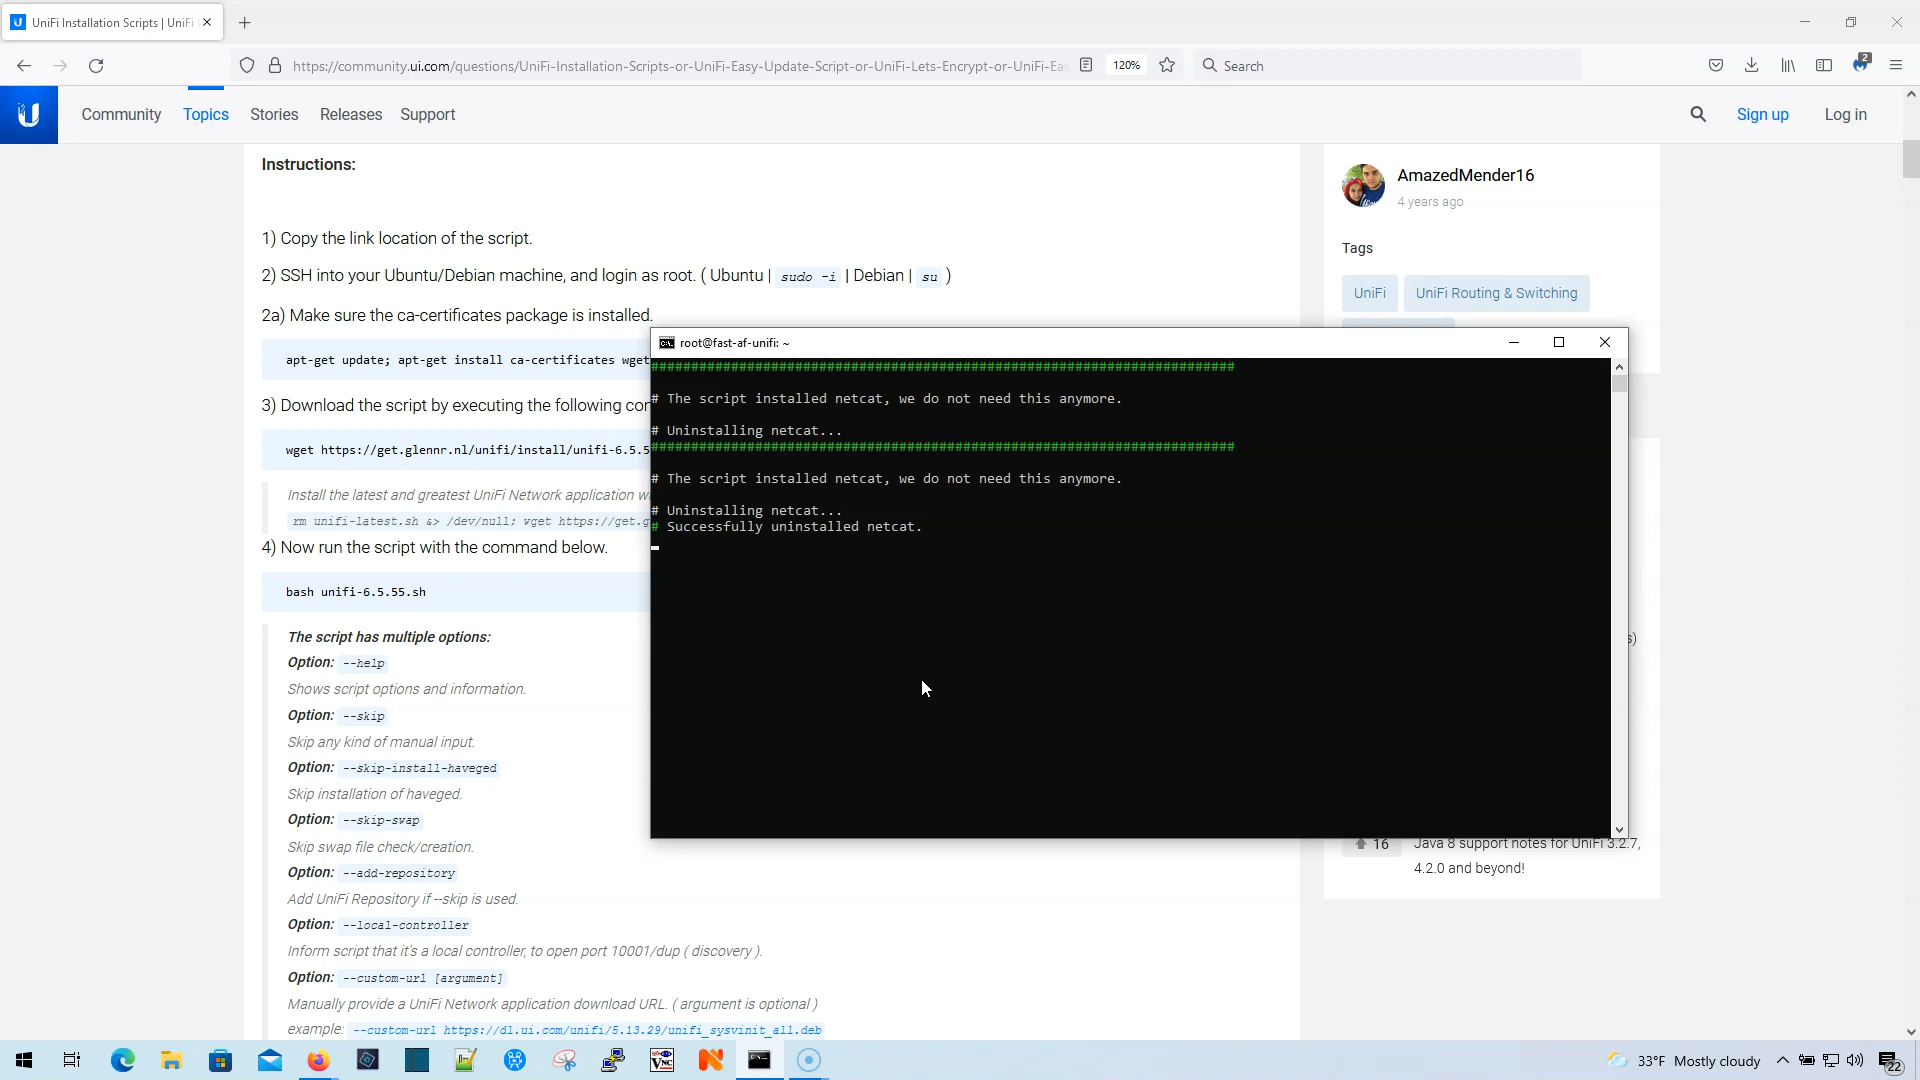 UniFi Installation Scripts | UniFi
https://community.ui.com/questions/UniFi-Installation-Scripts-or-UniFi-Easy-Update-Script-or-UniFi-Lets-Encrypt-or-UniFi-Eas
120%
Search
2
Community
Topics
Stories
Releases
Support
Sign up
Log in
Instructions:
1) Copy the link location of the script.
2) SSH into your Ubuntu/Debian machine, and login as root. ( Ubuntu | sudo -i | Debian | su )
2a) Make sure the ca-certificates package is installed.
apt-get update; apt-get install ca-certificates wget
3) Download the script by executing the following cor
wget https://get.glennr.nl/unifi/install/unifi-6.5.5
Install the latest and greatest UniFi Network application w
rm unifi-latest.sh &> /dev/null; wget https://get.g
4) Now run the script with the command below.
bash unifi-6.5.55.sh
The script has multiple options:
Option: --help
Shows script options and information.
Option: --skip
Skip any kind of manual input.
Option: --skip-install-haveged
Skip installation of haveged.
Option: --skip-swap
Skip swap file check/creation.
Option: --add-repository
Add UniFi Repository if --skip is used.
Option: --local-controller
Inform script that it's a local controller, to open port 10001/dup ( discovery ).
Option: --custom-url [argument]
Manually provide a UniFi Network application download URL. ( argument is optional )
example: --custom-url https://dl.ui.com/unifi/5.13.29/unifi_sysvinit_all.deb
AmazedMender16
4 years ago
Tags
UniFi
UniFi Routing & Switching
s)
16
Java 8 support notes for UniFi 3.2.7,
4.2.0 and beyond!
root@fast-af-unifi: ~
#########################################################################
# The script installed netcat, we do not need this anymore.
# Uninstalling netcat...
#########################################################################
# The script installed netcat, we do not need this anymore.
# Uninstalling netcat...
# Successfully uninstalled netcat.
33°F Mostly cloudy
22